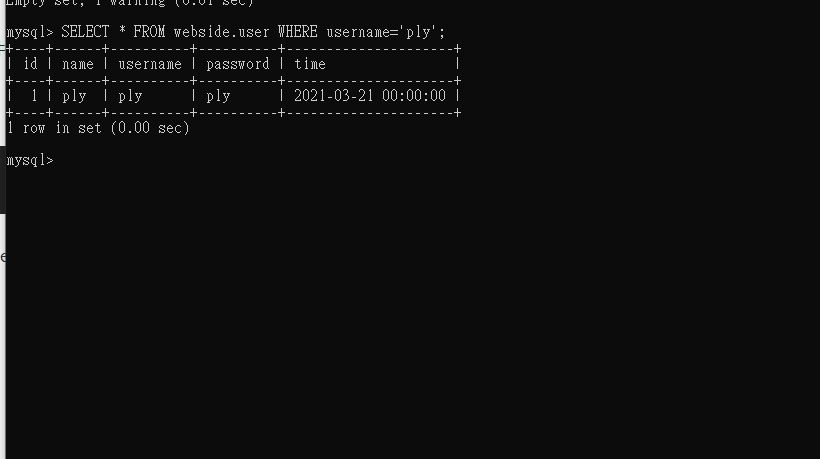 Empty set, 1 warning (0.01 sec)
mysql> SELECT * FROM webside.user WHERE username='ply';
+----+------+----------+----------+---------------------+
| id | name | username | password | time                |
+----+------+----------+----------+---------------------+
|  1 | ply  | ply      | ply      | 2021-03-21 00:00:00 |
+----+------+----------+----------+---------------------+
1 row in set (0.00 sec)
mysql>
e